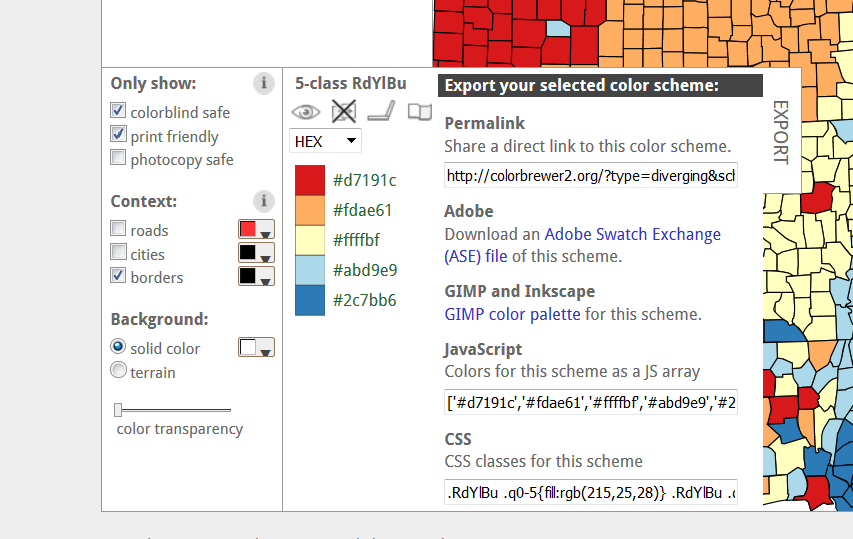 Only show:
i
colorblind safe
print friendly
photocopy safe
Context:
i
roads
cities
borders
Background:
solid color
terrain
color transparency
5-class RdYlBu
HEX
#d7191c
#fdae61
#ffffbf
#abd9e9
#2c7bb6
Export your selected color scheme:
Permalink
Share a direct link to this color scheme.
http://colorbrewer2.org/?type=diverging&scl
Adobe
Download an Adobe Swatch Exchange
(ASE) file of this scheme.
GIMP and Inkscape
GIMP color palette for this scheme.
JavaScript
Colors for this scheme as a JS array
['#d7191c','#fdae61','#ffffbf','#abd9e9','#2
CSS
CSS classes for this scheme
.RdYlBu .q0-5{fill:rgb(215,25,28)} .RdYlBu
EXPORT